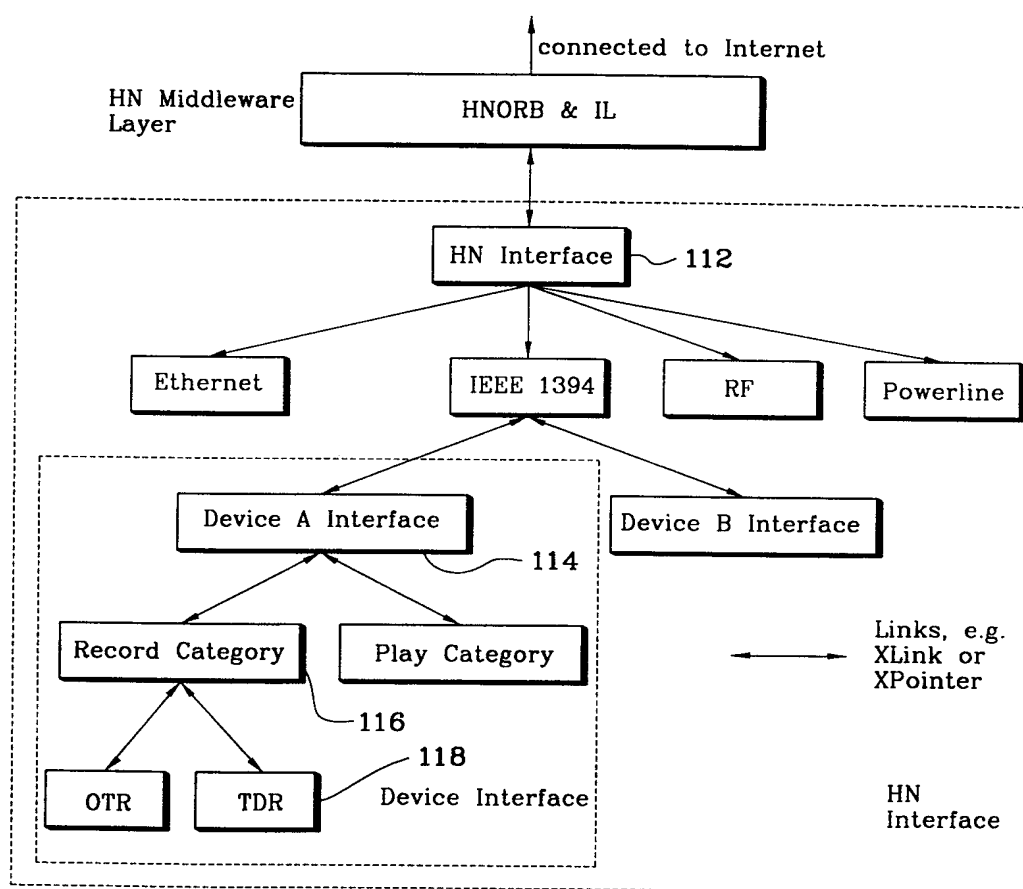 connected to Internet
HN Middleware
Layer
HNORB & IL
HN Interface
112
Ethernet
IEEE 1394
RF
Powerline
Device A Interface
Device B Interface
114
Record Category
Play Category
Links, e.g.
XLink or
XPointer
116
118
OTR
TDR
Device Interface
HN
Interface